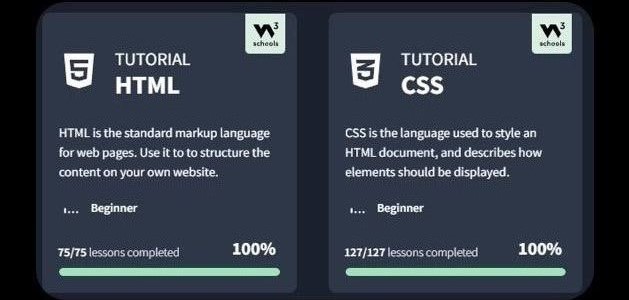 W3
schools
TUTORIAL
HTML
HTML is the standard markup language
for web pages. Use it to to structure the
content on your own website.
Beginner
75/75 lessons completed
100%
W3
schools
TUTORIAL
CSS
CSS is the language used to style an
HTML document, and describes how
elements should be displayed.
Beginner
127/127 lessons completed
100%